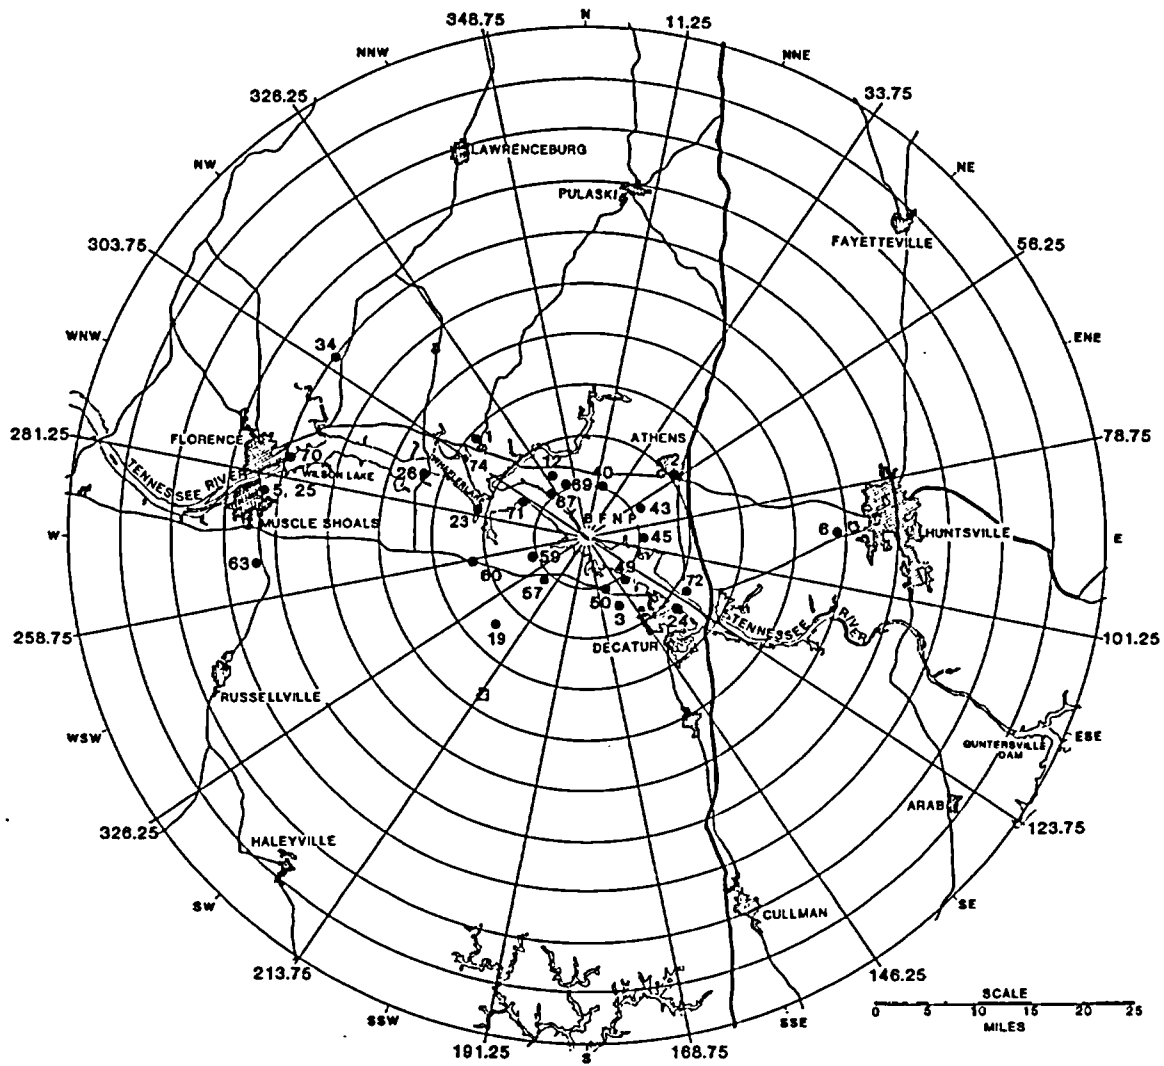 N
348.75
11.25
NNW
NNE
326.25
33.75
LAWRENCEBURG
NW
NE
PULASKI
FAYETTEVILLE
303.75
56.25
WNW
ENE
34
281.25
78.75
FLORENCE
1
ATHENS
70
74
12
69
40
WILSON LAKE
26
WHEELER LAKE
TENNESSEE RIVER
5, 25
67
71
23
BFNP
43
MUSCLE SHOALS
6
HUNTSVILLE
W
45
E
63
59
60
49
57
72
50
3
24
TENNESSEE RIVER
19
DECATUR
258.75
101.25
RUSSELLVILLE
WSW
ESE
GUNTERSVILLE
DAM
ARAB
326.25
123.75
HALEYVILLE
SW
SE
CULLMAN
213.75
146.25
SCALE
0 5 10 15 20 25
MILES
SSW
SSE
191.25
168.75
S